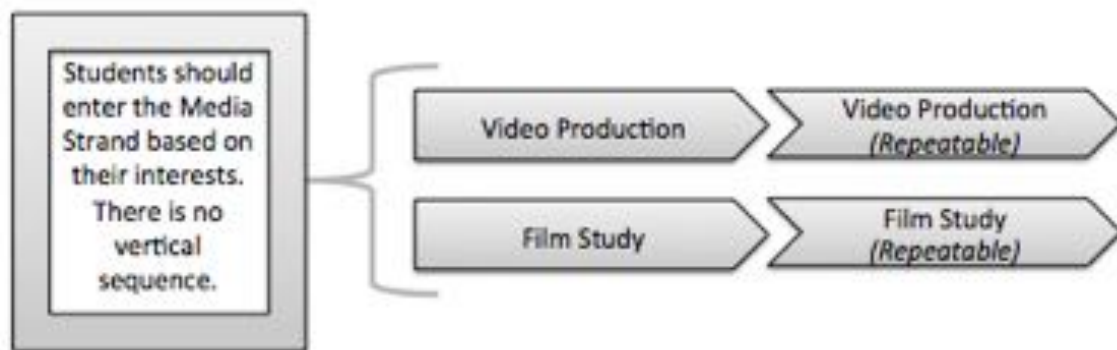 Students should
enter the Media
Strand based on
their interests.
There is no
vertical
sequence.
Video Production
Video Production
(Repeatable)
Film Study
Film Study
(Repeatable)